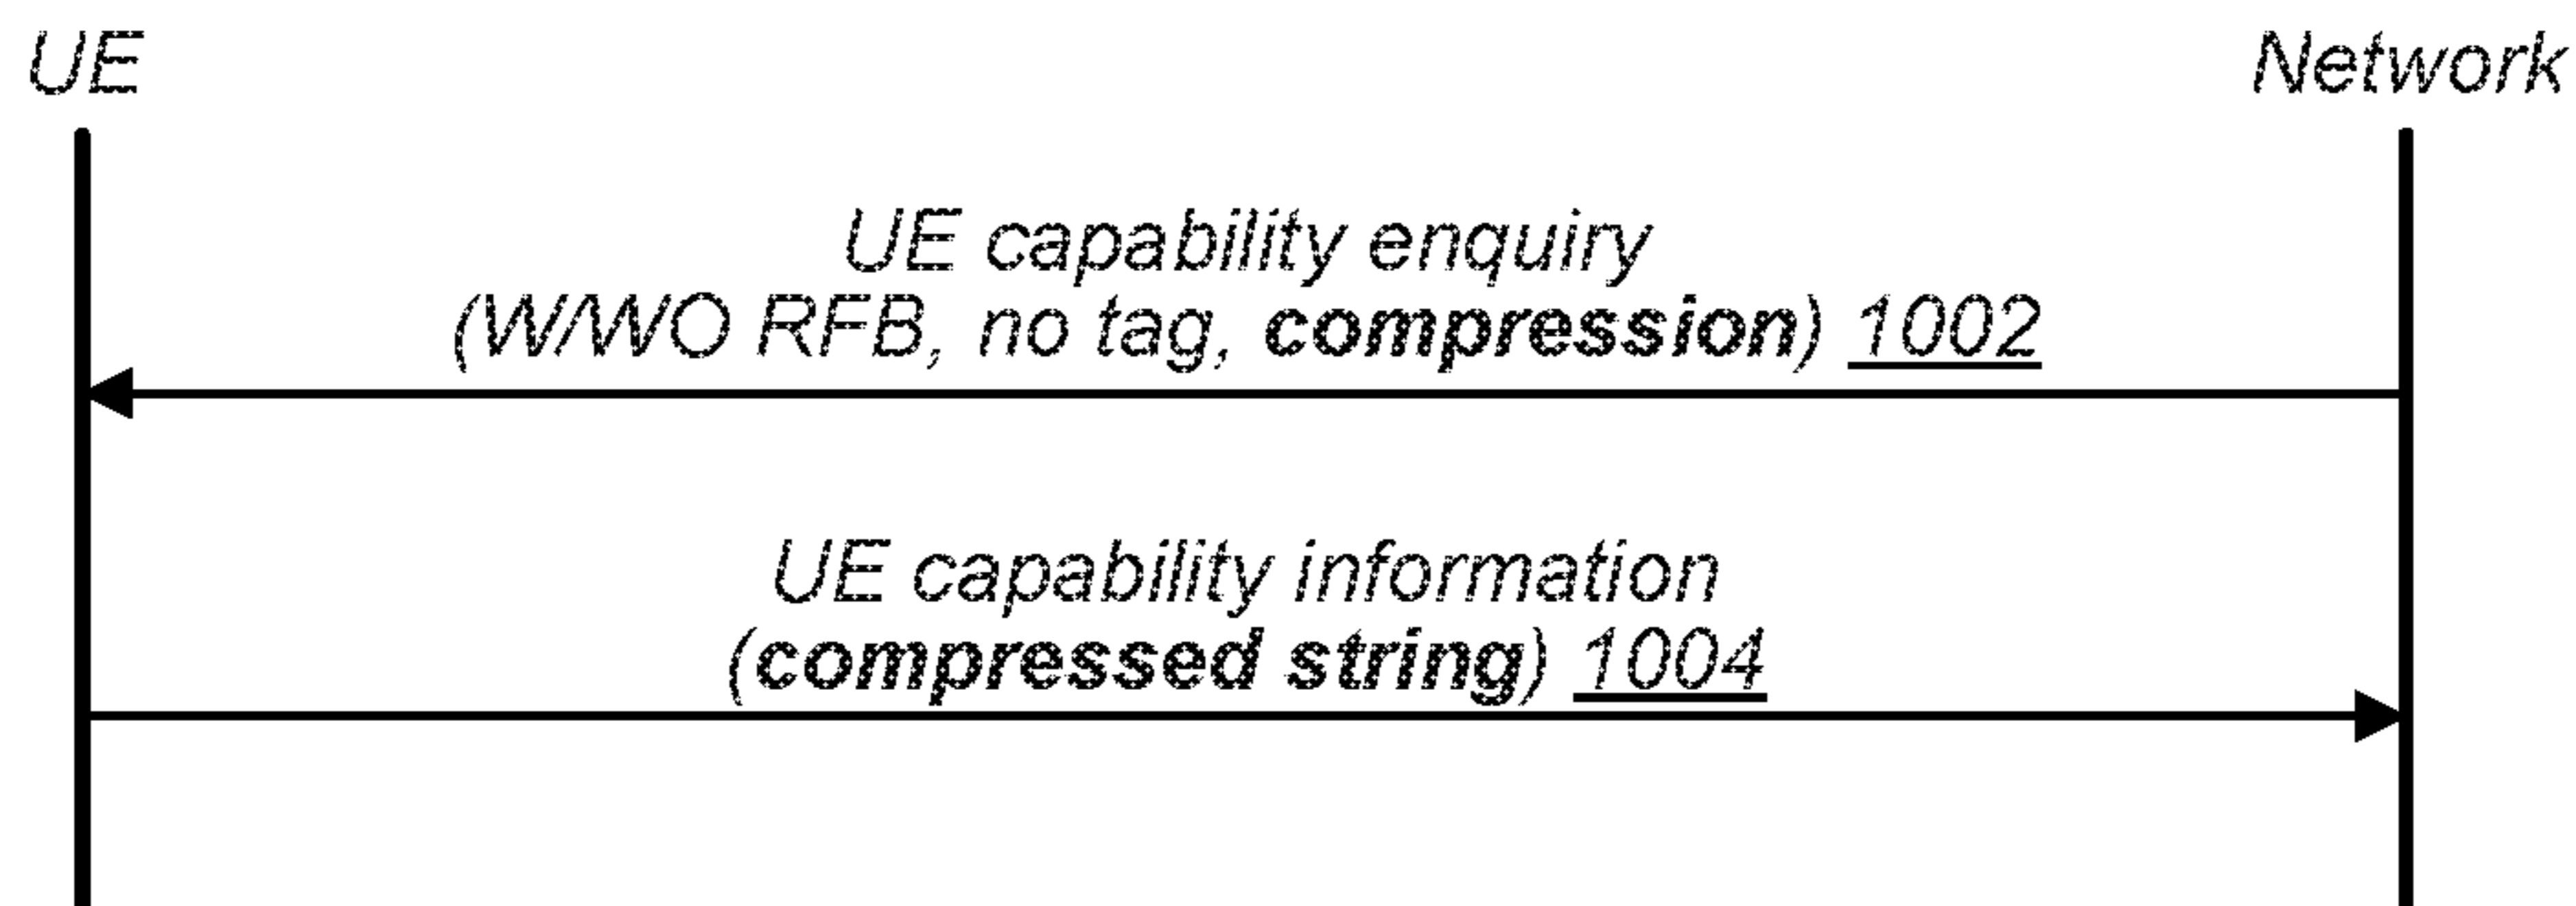 UE
Network
UE capability enquiry
(W/WO RFB, no tag, compression) 1002
UE capability information
(compressed string) 1004